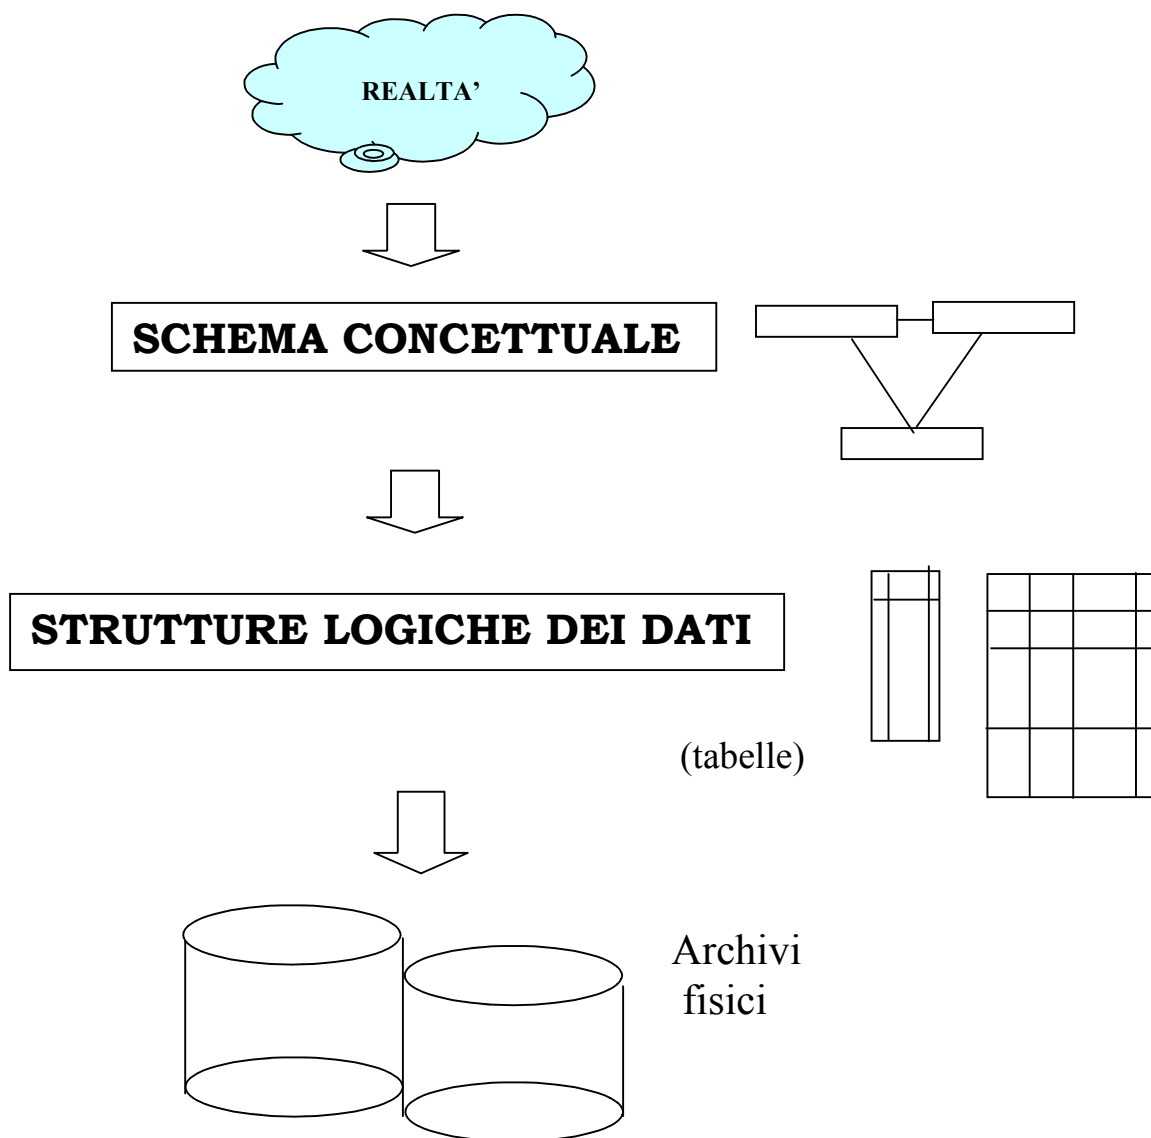 REALTA’
SCHEMA CONCETTUALE
STRUTTURE LOGICHE DEI DATI
(tabelle)
Archivi
fisici